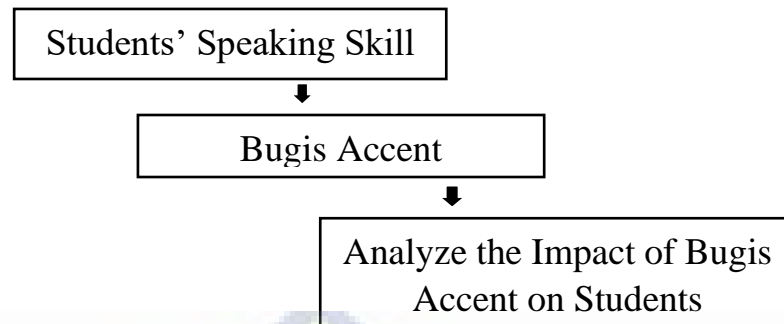 Students’ Speaking Skill
Bugis Accent
Analyze the Impact of Bugis
Accent on Students